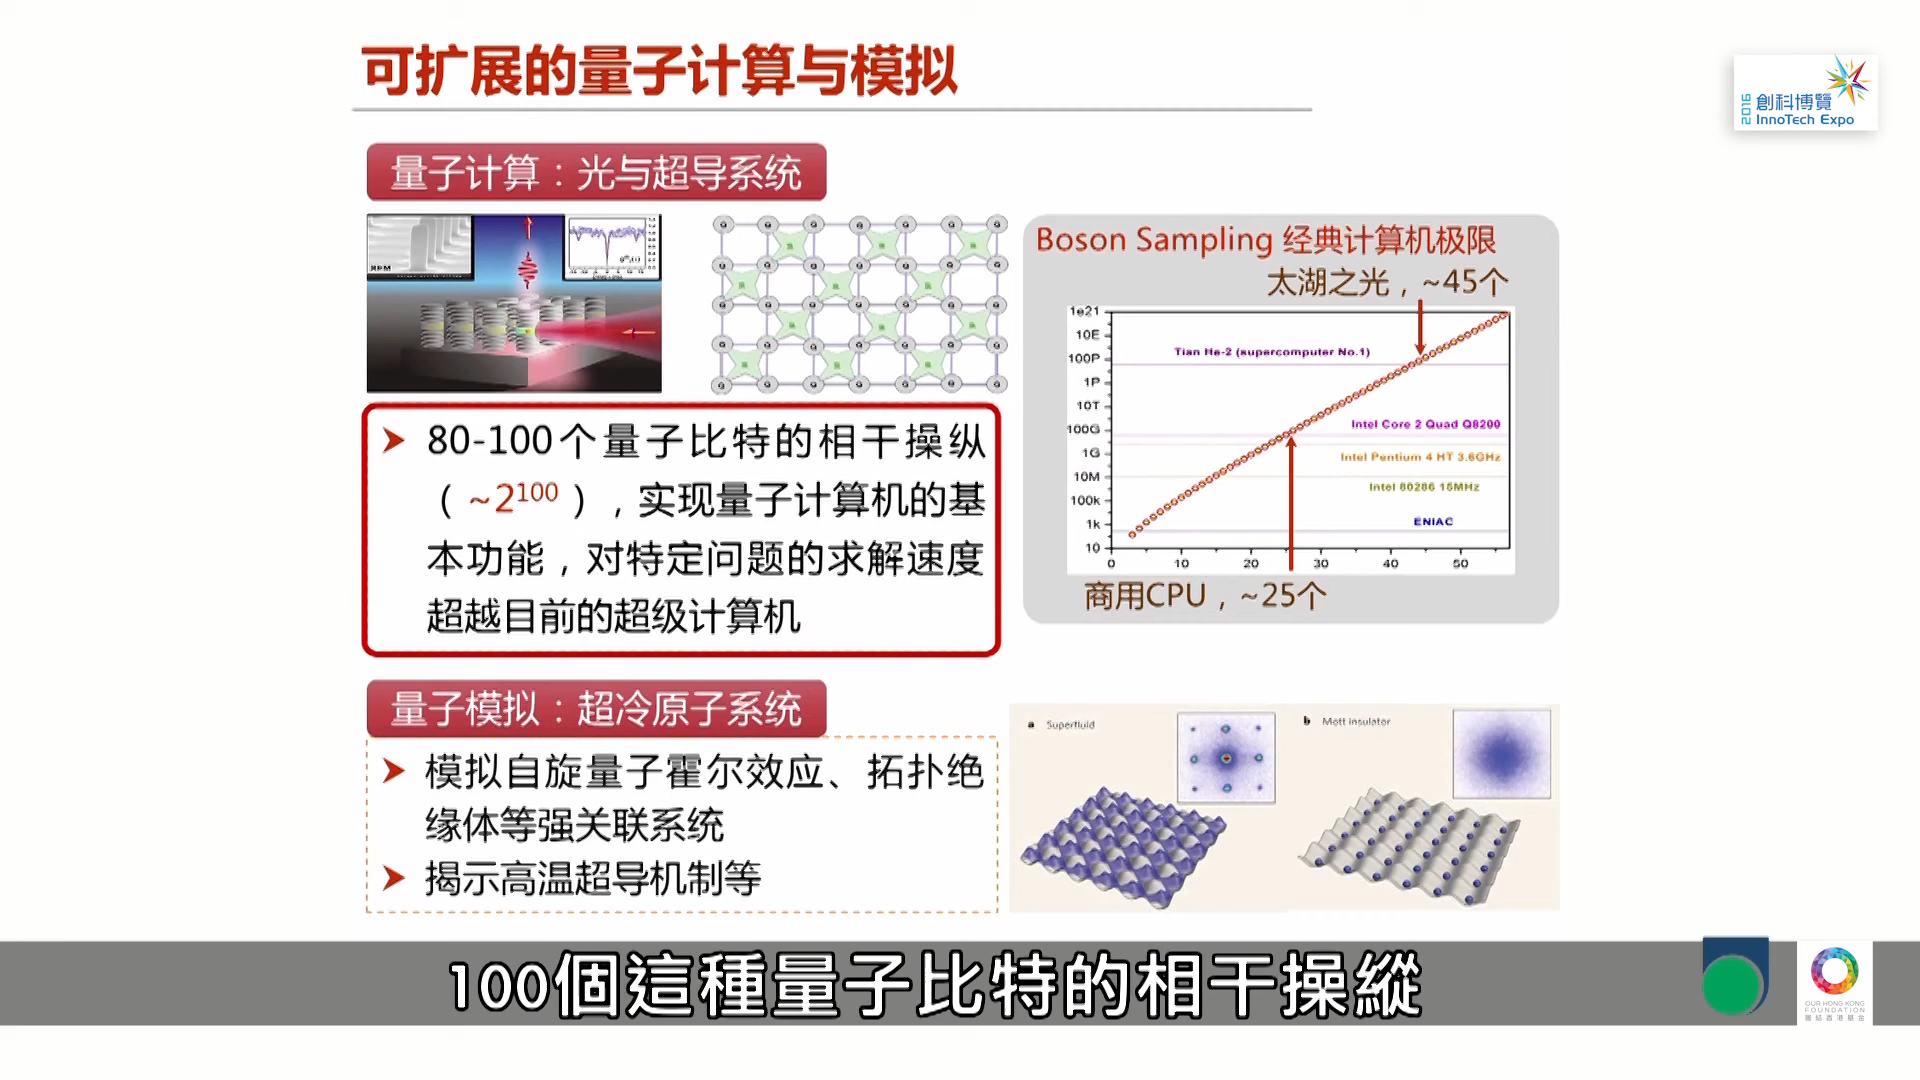 可扩展的量子计算与模拟
2016
創科博覽
InnoTech Expo
量子计算：光与超导系统
Boson Sampling 经典计算机极限
太湖之光，~45个
1e21
10E
100P
1P
10T
100G
1G
10M
100k
1k
10
Tian He-2 (supercomputer No.1)
Intel Core 2 Quad Q8200
Intel Pentium 4 HT 3.6GHz
Intel 80286 16MHz
ENIAC
0 10 20 30 40 50
商用CPU，~25个
80-100个量子比特的相干操纵
（~2¹⁰⁰），实现量子计算机的基
本功能，对特定问题的求解速度
超越目前的超级计算机
量子模拟：超冷原子系统
模拟自旋量子霍尔效应、拓扑绝
缘体等强关联系统
揭示高温超导机制等
a Superfluid
b Mott insulator
100個這種量子比特的相干操縱
OUR HONG KONG
FOUNDATION
團結香港基金